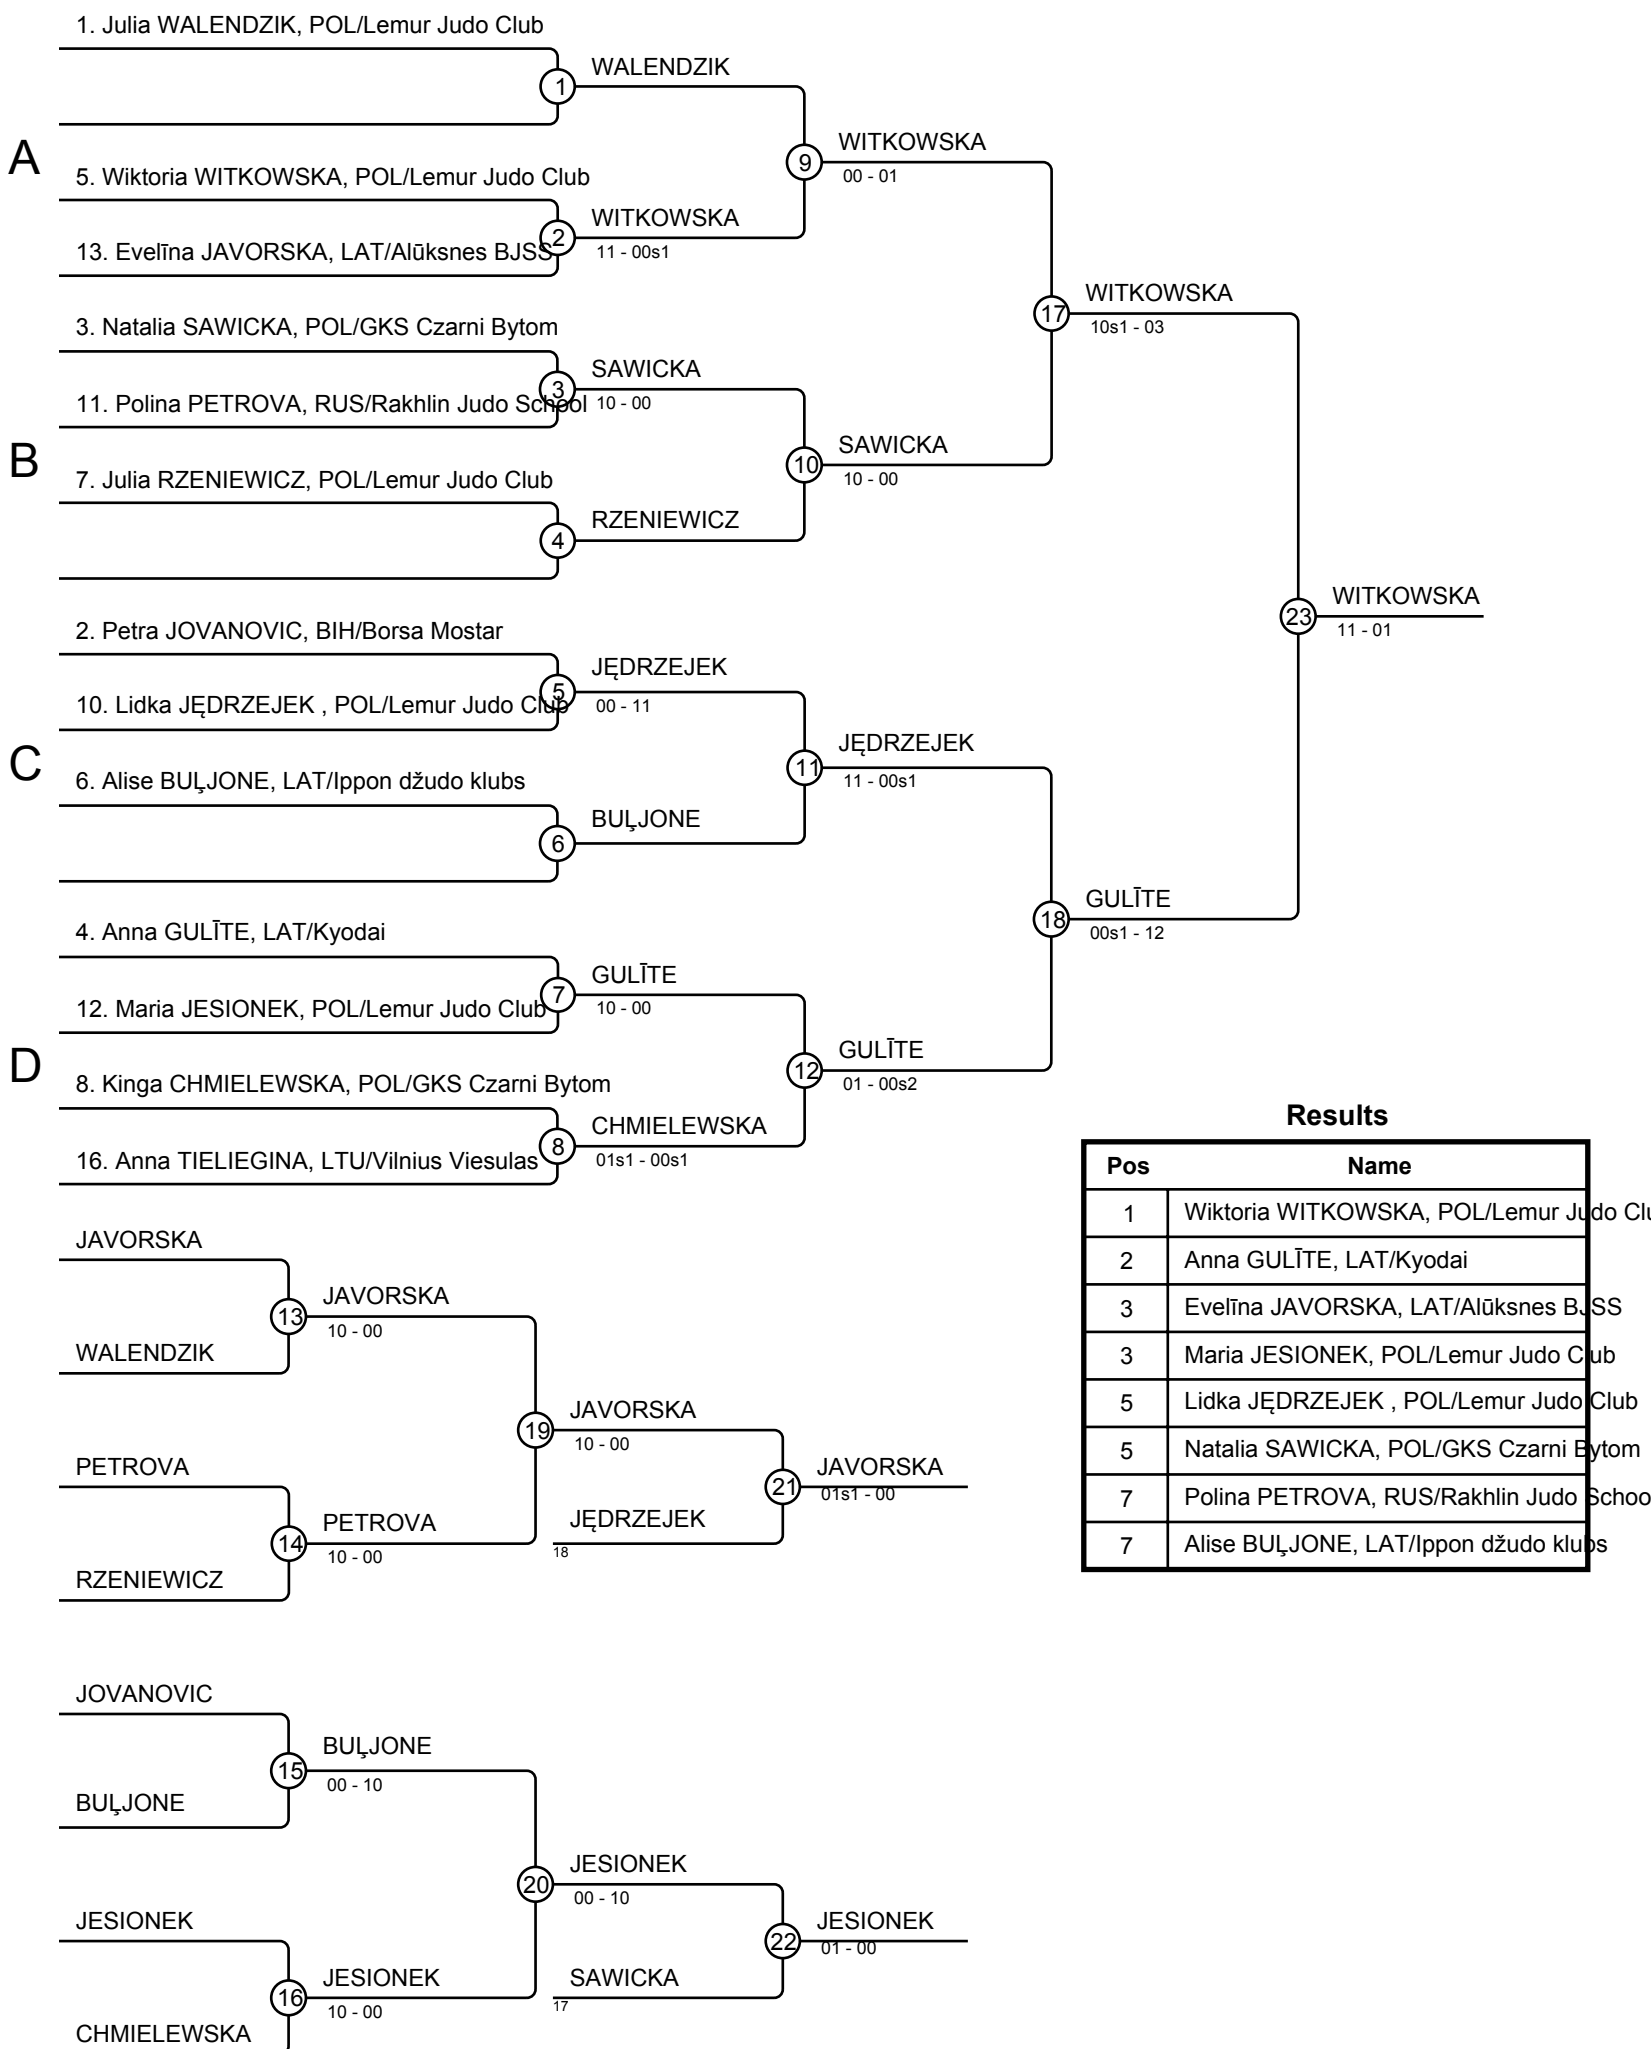 1. Julia WALENDZIK, POL/Lemur Judo Club
1
WALENDZIK
A
5. Wiktoria WITKOWSKA, POL/Lemur Judo Club
13. Evelīna JAVORSKA, LAT/Alūksnes BJSS
2
WITKOWSKA
11 - 00s1
9
WITKOWSKA
00 - 01
3. Natalia SAWICKA, POL/GKS Czarni Bytom
11. Polina PETROVA, RUS/Rakhlin Judo School
3
SAWICKA
10 - 00
B
7. Julia RZENIEWICZ, POL/Lemur Judo Club
4
RZENIEWICZ
10
SAWICKA
10 - 00
17
WITKOWSKA
10s1 - 03
2. Petra JOVANOVIC, BIH/Borsa Mostar
10. Lidka JĘDRZEJEK , POL/Lemur Judo Club
5
JĘDRZEJEK
00 - 11
C
6. Alise BUĻJONE, LAT/Ippon džudo klubs
6
BUĻJONE
11
JĘDRZEJEK
11 - 00s1
4. Anna GULĪTE, LAT/Kyodai
12. Maria JESIONEK, POL/Lemur Judo Club
7
GULĪTE
10 - 00
D
8. Kinga CHMIELEWSKA, POL/GKS Czarni Bytom
16. Anna TIELIEGINA, LTU/Vilnius Viesulas
8
CHMIELEWSKA
01s1 - 00s1
12
GULĪTE
01 - 00s2
18
GULĪTE
00s1 - 12
23
WITKOWSKA
11 - 01
Results
Pos Name
1 Wiktoria WITKOWSKA, POL/Lemur Judo Clu
2 Anna GULĪTE, LAT/Kyodai
3 Evelīna JAVORSKA, LAT/Alūksnes BJSS
3 Maria JESIONEK, POL/Lemur Judo Club
5 Lidka JĘDRZEJEK , POL/Lemur Judo Club
5 Natalia SAWICKA, POL/GKS Czarni Bytom
7 Polina PETROVA, RUS/Rakhlin Judo Schoo
7 Alise BUĻJONE, LAT/Ippon džudo klubs
JAVORSKA
WALENDZIK
13
JAVORSKA
10 - 00
PETROVA
RZENIEWICZ
14
PETROVA
10 - 00
19
JAVORSKA
10 - 00
JĘDRZEJEK
18
21
JAVORSKA
01s1 - 00
JOVANOVIC
BUĻJONE
15
BUĻJONE
00 - 10
JESIONEK
CHMIELEWSKA
16
JESIONEK
10 - 00
20
JESIONEK
00 - 10
SAWICKA
17
22
JESIONEK
01 - 00